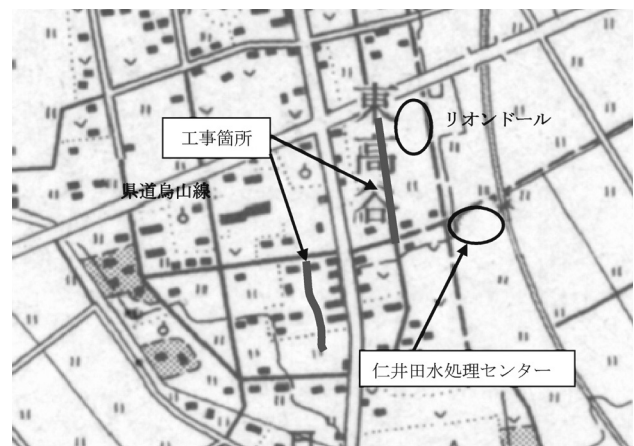 東高谷
リオンドール
工事箇所
県道烏山線
仁井田水処理センター